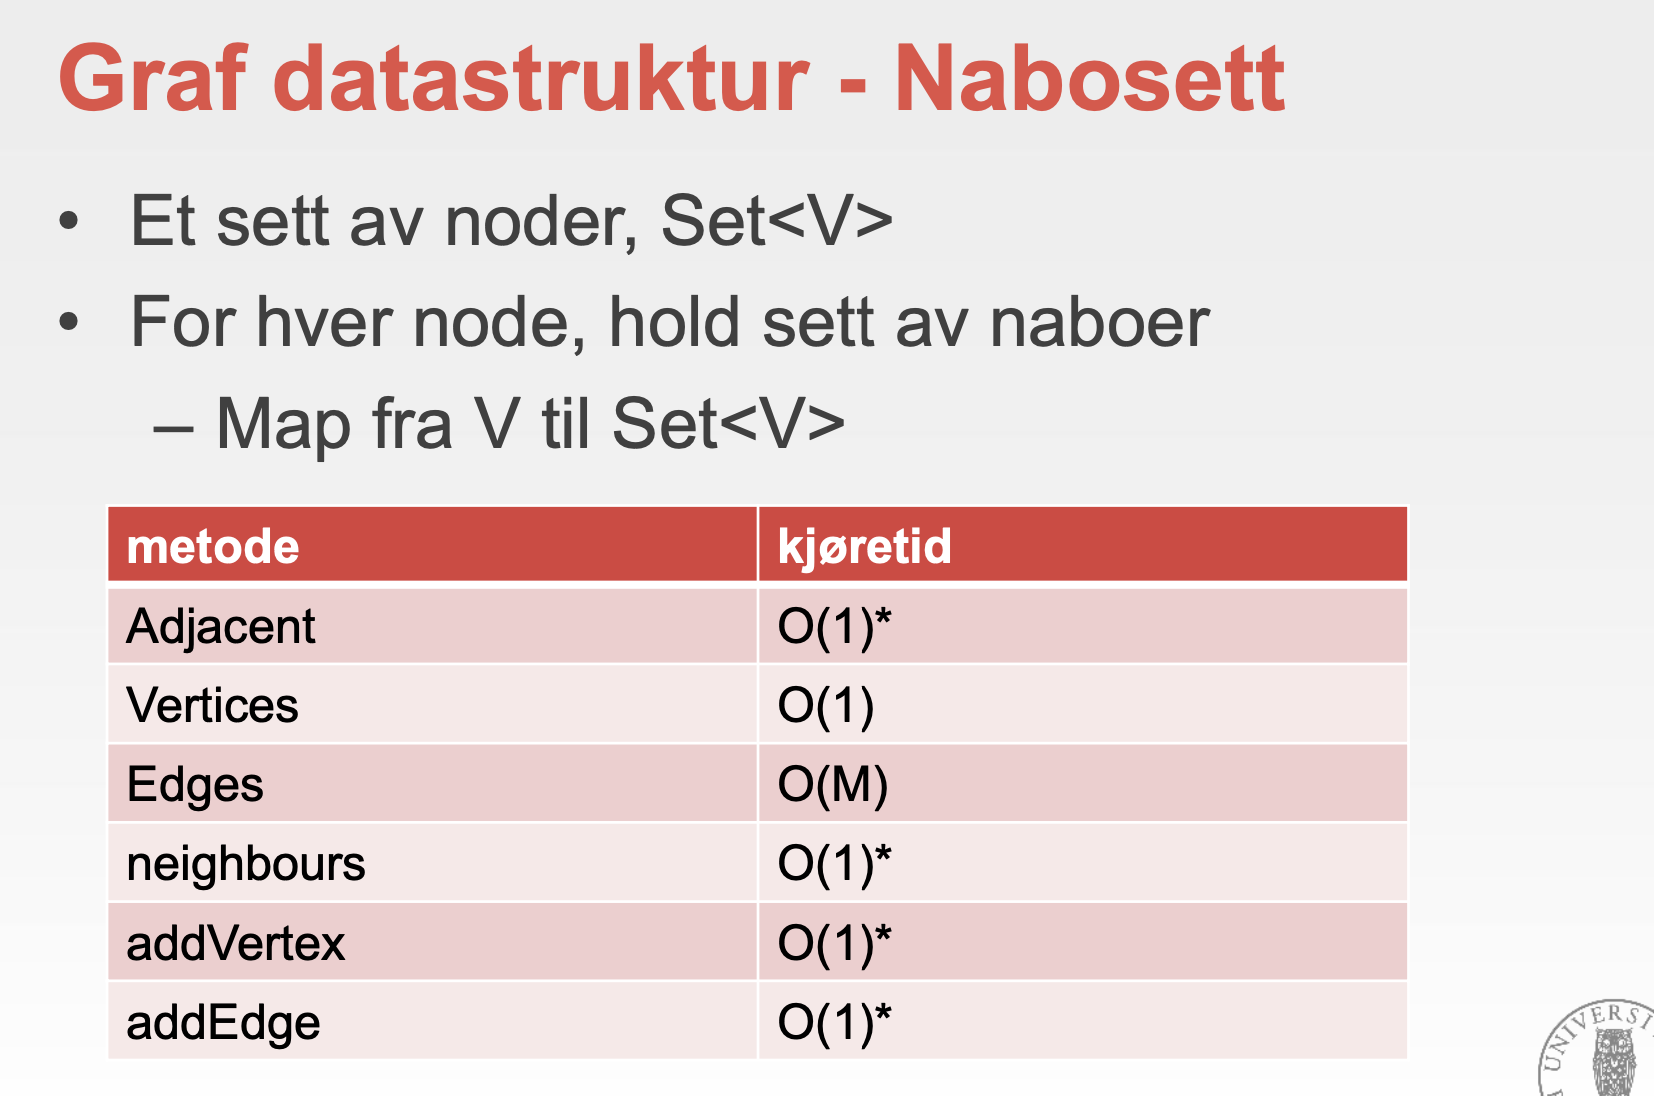 Graf datastruktur - Nabosett
• Et sett av noder, Set<V>
• For hver node, hold sett av naboer
– Map fra V til Set<V>
metode kjøretid
Adjacent O(1)*
Vertices O(1)
Edges O(M)
neighbours O(1)*
addVertex O(1)*
addEdge O(1)*
UNIVERSI